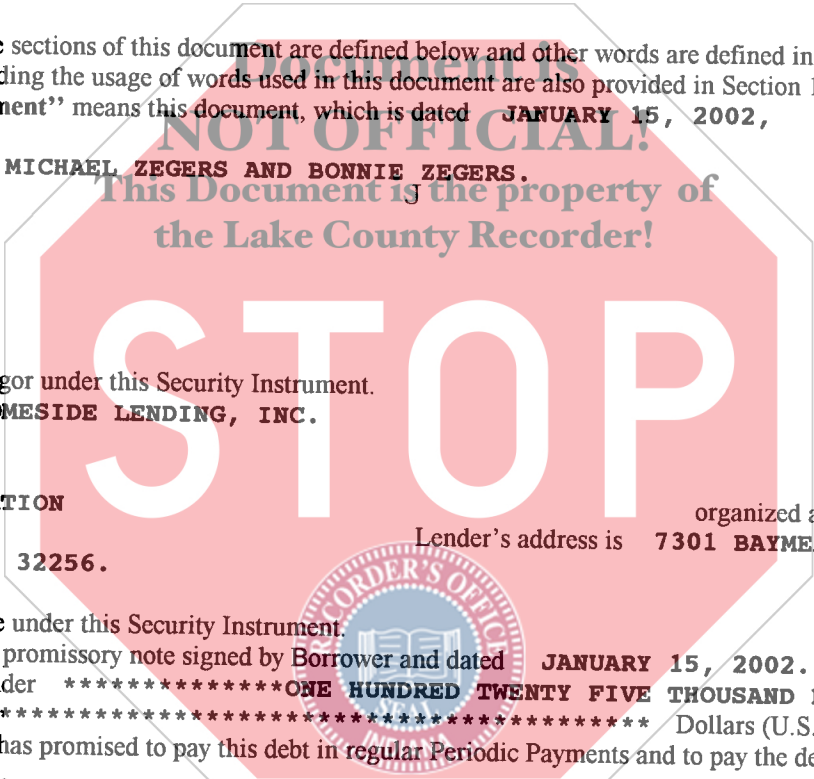 e sections of this document are defined below and other words are defined in
ding the usage of words used in this document are also provided in Section 1
nent” means this document, which is dated JANUARY 15, 2002,
Document is
NOT OFFICIAL!
MICHAEL ZEGERS AND BONNIE ZEGERS.
This Document is the property of
J
the Lake County Recorder!
STOP
gor under this Security Instrument.
MESIDE LENDING, INC.
TION
organized a
Lender's address is 7301 BAYME
32256.
RECORDER'S OFFICE
e under this Security Instrument.
promissory note signed by Borrower and dated JANUARY 15, 2002.
der **************ONE HUNDRED TWENTY FIVE THOUSAND
SEAL
****************************************** Dollars (U.S.
INDIANA
has promised to pay this debt in regular Periodic Payments and to pay the de